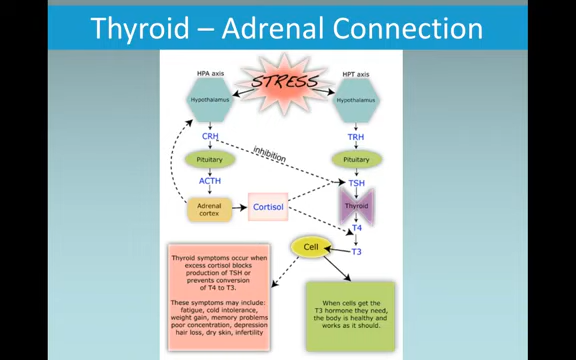 Thyroid – Adrenal Connection
STRESS
HPA axis
HPT axis
Hypothalamus
Hypothalamus
CRH
TRH
inhibition
Pituitary
Pituitary
ACTH
TSH
Adrenal
cortex
Cortisol
Thyroid
T4
Cell
T3
Thyroid symptoms occur when
excess cortisol blocks
production of TSH or
prevents conversion
of T4 to T3.
These symptoms may include:
fatigue, cold intolerance,
weight gain, memory problems
poor concentration, depression
hair loss, dry skin, infertility
When cells get the
T3 hormone they need,
the body is healthy and
works as it should.